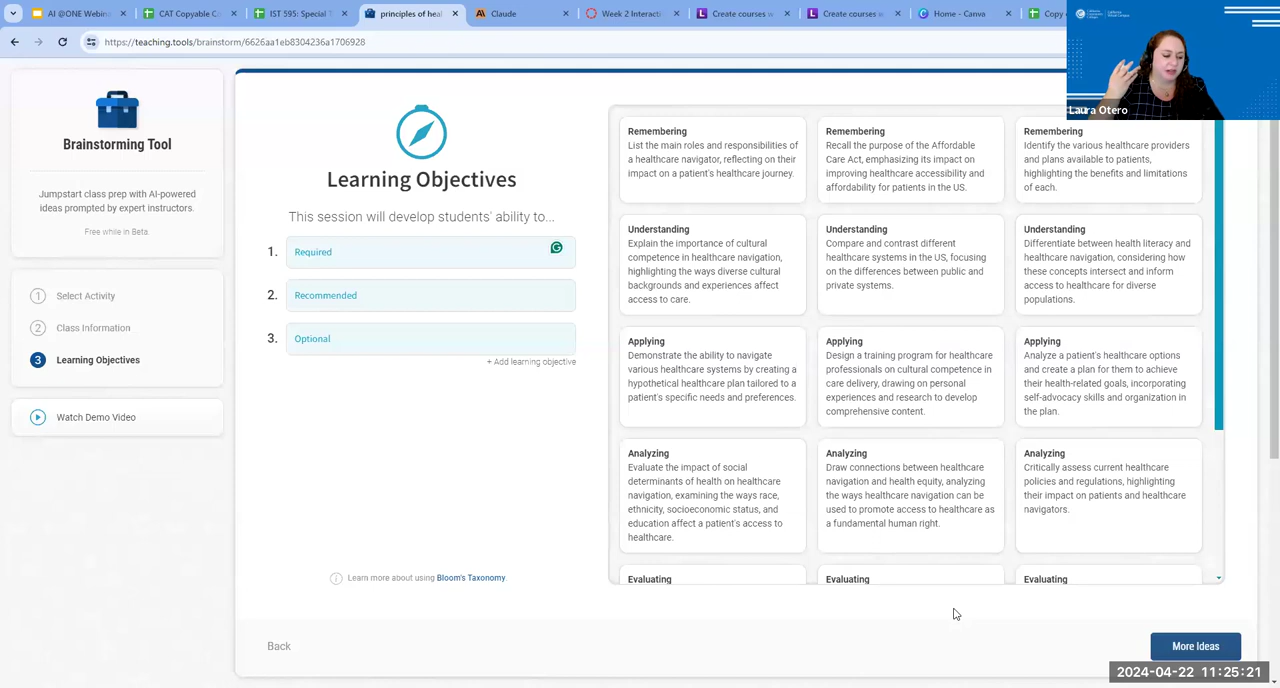 AI @ONE Webin
CAT Copyable C
IST 595: Special T
principles of heal
Claude
Week 2 Interacti
Create courses w
Create courses w
Home - Canva
Copy
https://teaching.tools/brainstorm/6626aa1eb8304236a1706928
Laura Otero
Brainstorming Tool
Jumpstart class prep with AI-powered
ideas prompted by expert instructors.
Free while in Beta.
1 Select Activity
2 Class Information
3 Learning Objectives
Watch Demo Video
Learning Objectives
This session will develop students' ability to...
1. Required
2. Recommended
3. Optional
+ Add learning objective
Learn more about using Bloom's Taxonomy.
Remembering
List the main roles and responsibilities of
a healthcare navigator, reflecting on their
impact on a patient's healthcare journey.
Remembering
Recall the purpose of the Affordable
Care Act, emphasizing its impact on
improving healthcare accessibility and
affordability for patients in the US.
Remembering
Identify the various healthcare providers
and plans available to patients,
highlighting the benefits and limitations
of each.
Understanding
Explain the importance of cultural
competence in healthcare navigation,
highlighting the ways diverse cultural
backgrounds and experiences affect
access to care.
Understanding
Compare and contrast different
healthcare systems in the US, focusing
on the differences between public and
private systems.
Understanding
Differentiate between health literacy and
healthcare navigation, considering how
these concepts intersect and inform
access to healthcare for diverse
populations.
Applying
Demonstrate the ability to navigate
various healthcare systems by creating a
hypothetical healthcare plan tailored to a
patient's specific needs and preferences.
Applying
Design a training program for healthcare
professionals on cultural competence in
care delivery, drawing on personal
experiences and research to develop
comprehensive content.
Applying
Analyze a patient's healthcare options
and create a plan for them to achieve
their health-related goals, incorporating
self-advocacy skills and organization in
the plan.
Analyzing
Evaluate the impact of social
determinants of health on healthcare
navigation, examining the ways race,
ethnicity, socioeconomic status, and
education affect a patient's access to
healthcare.
Analyzing
Draw connections between healthcare
navigation and health equity, analyzing
the ways healthcare navigation can be
used to promote access to healthcare as
a fundamental human right.
Analyzing
Critically assess current healthcare
policies and regulations, highlighting
their impact on patients and healthcare
navigators.
Evaluating
Evaluating
Evaluating
Back
More Ideas
2024-04-22 11:25:21